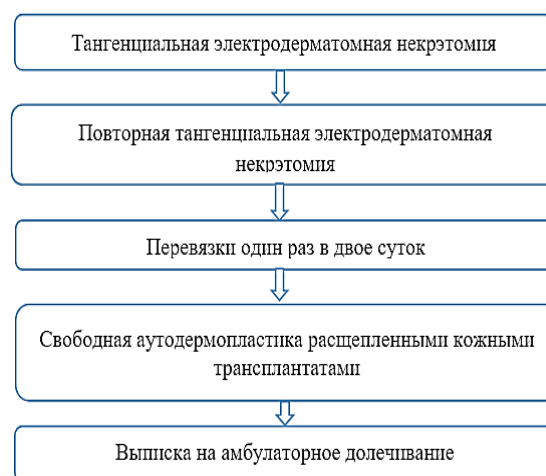 Тангенциальная электродерматомная некрэтомия
Повторная тангенциальная электродерматомная
некрэтомия
Перевязки один раз в двое суток
Свободная аутодермопластика расщепленными кожными
трансплантатами
Выписка на амбулаторное долечивание